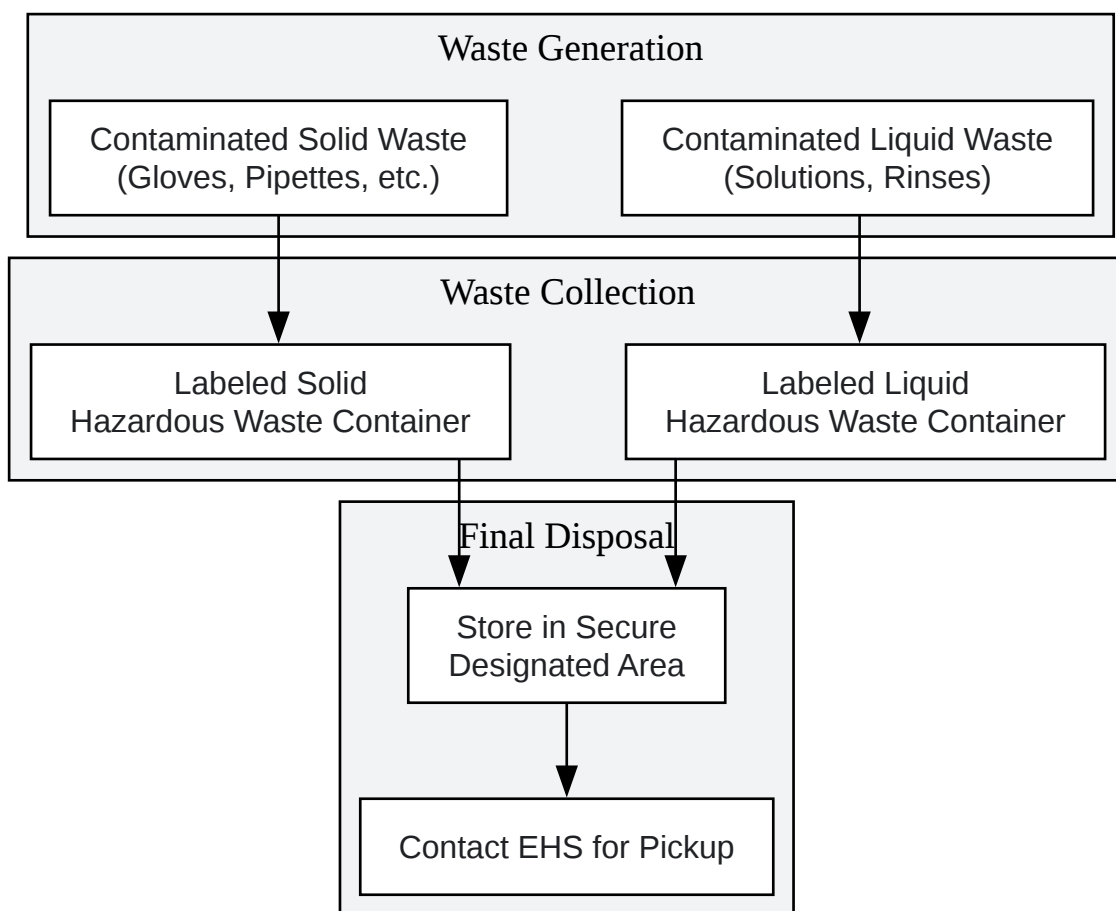 Waste Generation
Contaminated Solid Waste
(Gloves, Pipettes, etc.)
Contaminated Liquid Waste
(Solutions, Rinses)
Waste Collection
Labeled Solid
Hazardous Waste Container
Labeled Liquid
Hazardous Waste Container
Final Disposal
Store in Secure
Designated Area
Contact EHS for Pickup